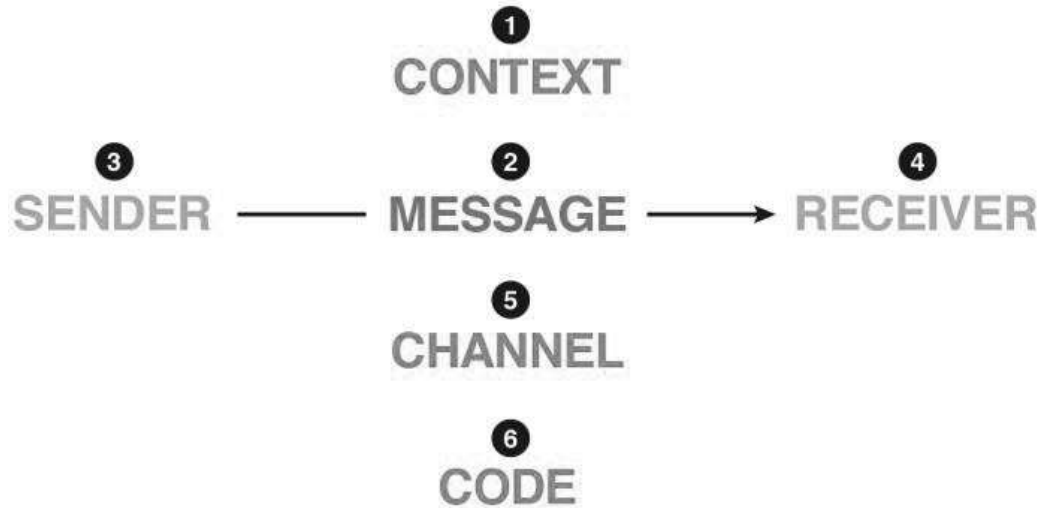 1
CONTEXT
3 2 4
SENDER MESSAGE RECEIVER
5
CHANNEL
6
CODE